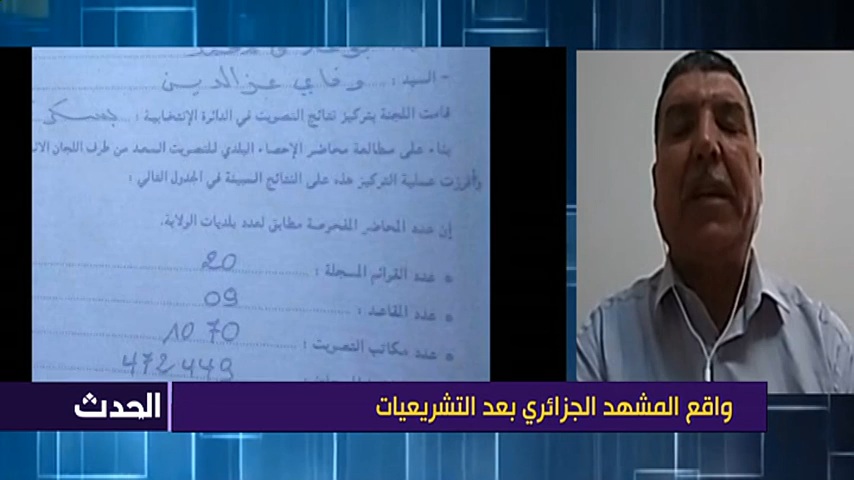 - السيد : وفاي عز الدين
قامت اللجنة بتركيز نتائج التصويت في الدائرة الإنتخابية :
بناء على مطالعة محاضر الإحصاء البلدي للتصويت المعد من طرف اللجان
وأفرزت عملية التركيز هذه على النتائج المبينة في الجدول التالي :
إن عدد المحاضر المفحوصة مطابق لعدد بلديات الولاية.
عدد القوائم المسجلة : 20
عدد المقاعد : 09
عدد مكاتب التصويت : 1070
472449
واقع المشهد الجزائري بعد التشريعيات
الحدث